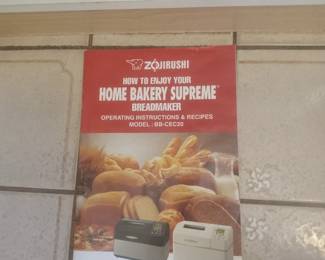 ZOJIRUSHI
HOW TO ENJOY YOUR
HOME BAKERY SUPREME®
BREADMAKER
OPERATING INSTRUCTIONS & RECIPES
MODEL : BB-CEC20